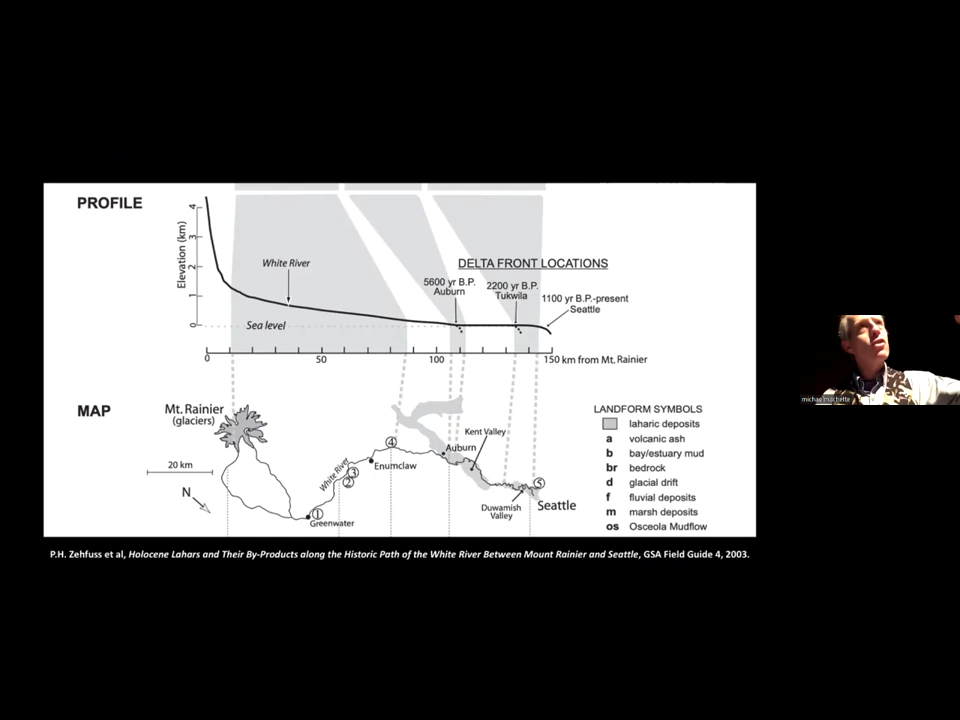 PROFILE
Elevation (km)
4
3
2
1
0
White River
Sea level
DELTA FRONT LOCATIONS
5600 yr B.P.
Auburn
2200 yr B.P.
Tukwila
1100 yr B.P.-present
Seattle
0 50 100 150 km from Mt. Rainier
MAP
Mt. Rainier
(glaciers)
20 km
N
White River
1
Greenwater
2
3
Enumclaw
4
Auburn
Kent Valley
Duwamish
Valley
5
Seattle
LANDFORM SYMBOLS
laharic deposits
a volcanic ash
b bay/estuary mud
br bedrock
d glacial drift
f fluvial deposits
m marsh deposits
os Osceola Mudflow
P.H. Zehfuss et al, Holocene Lahars and Their By-Products along the Historic Path of the White River Between Mount Rainier and Seattle, GSA Field Guide 4, 2003.